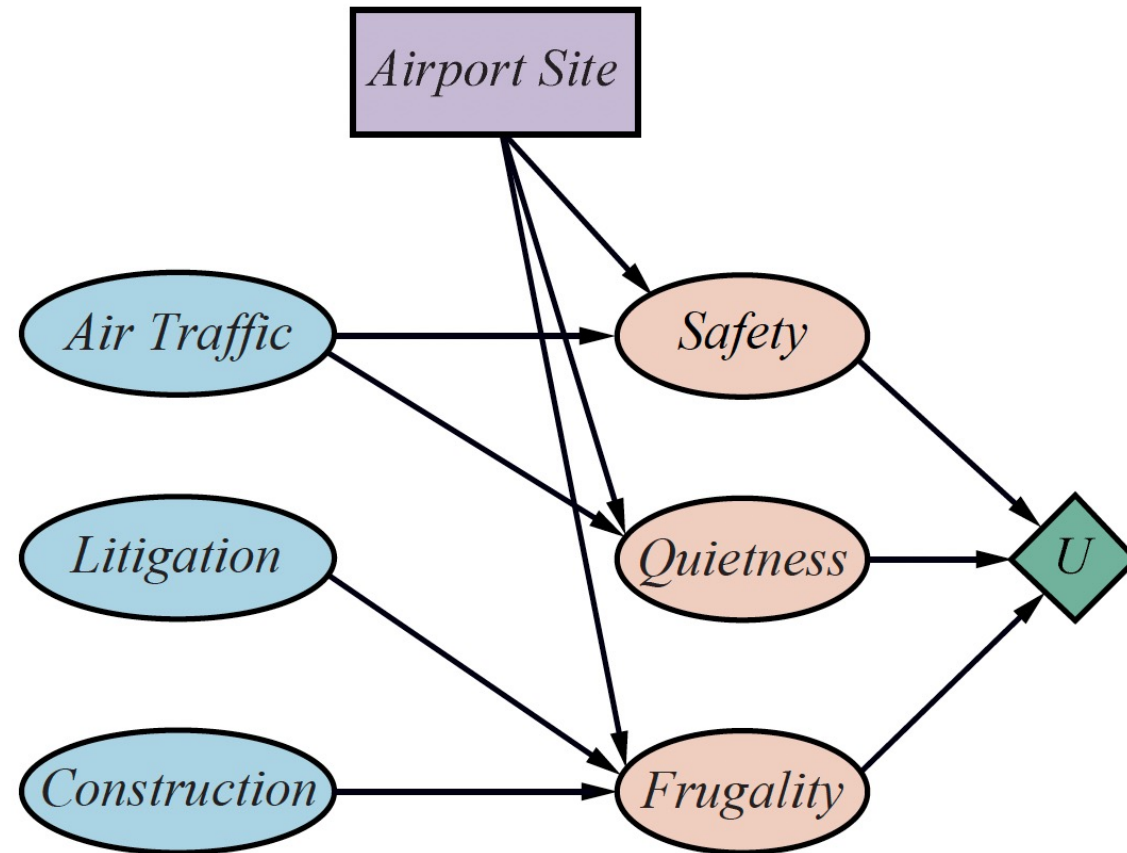 Airport Site
Air Traffic
Safety
Litigation
Quietness
U
Construction
Frugality